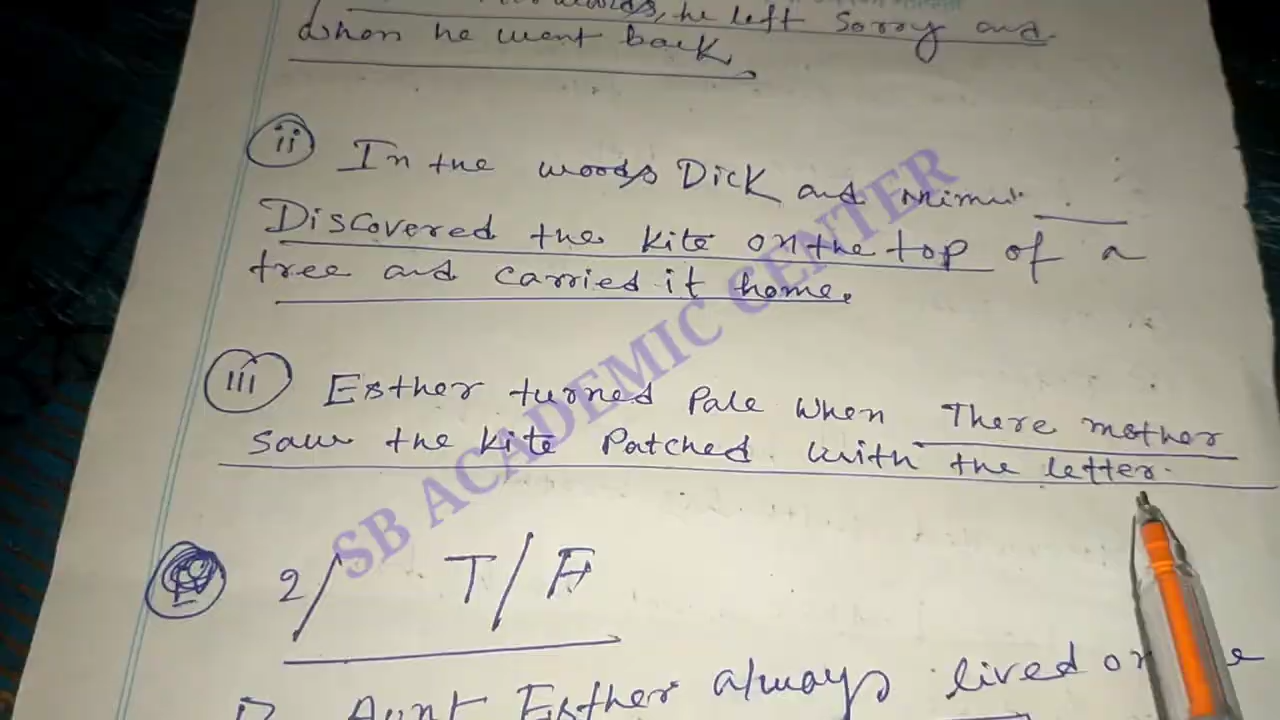 he left Sorry and
when he went back.
ii In the woods Dick and Mimi
Discovered the kite on the top of a
tree and carried it home.
iii Esther turned Pale when There mother
saw the kite Patched with the letter.
SB ACADEMIC CENTER
2/ T/F
Aunt Esther always lived on